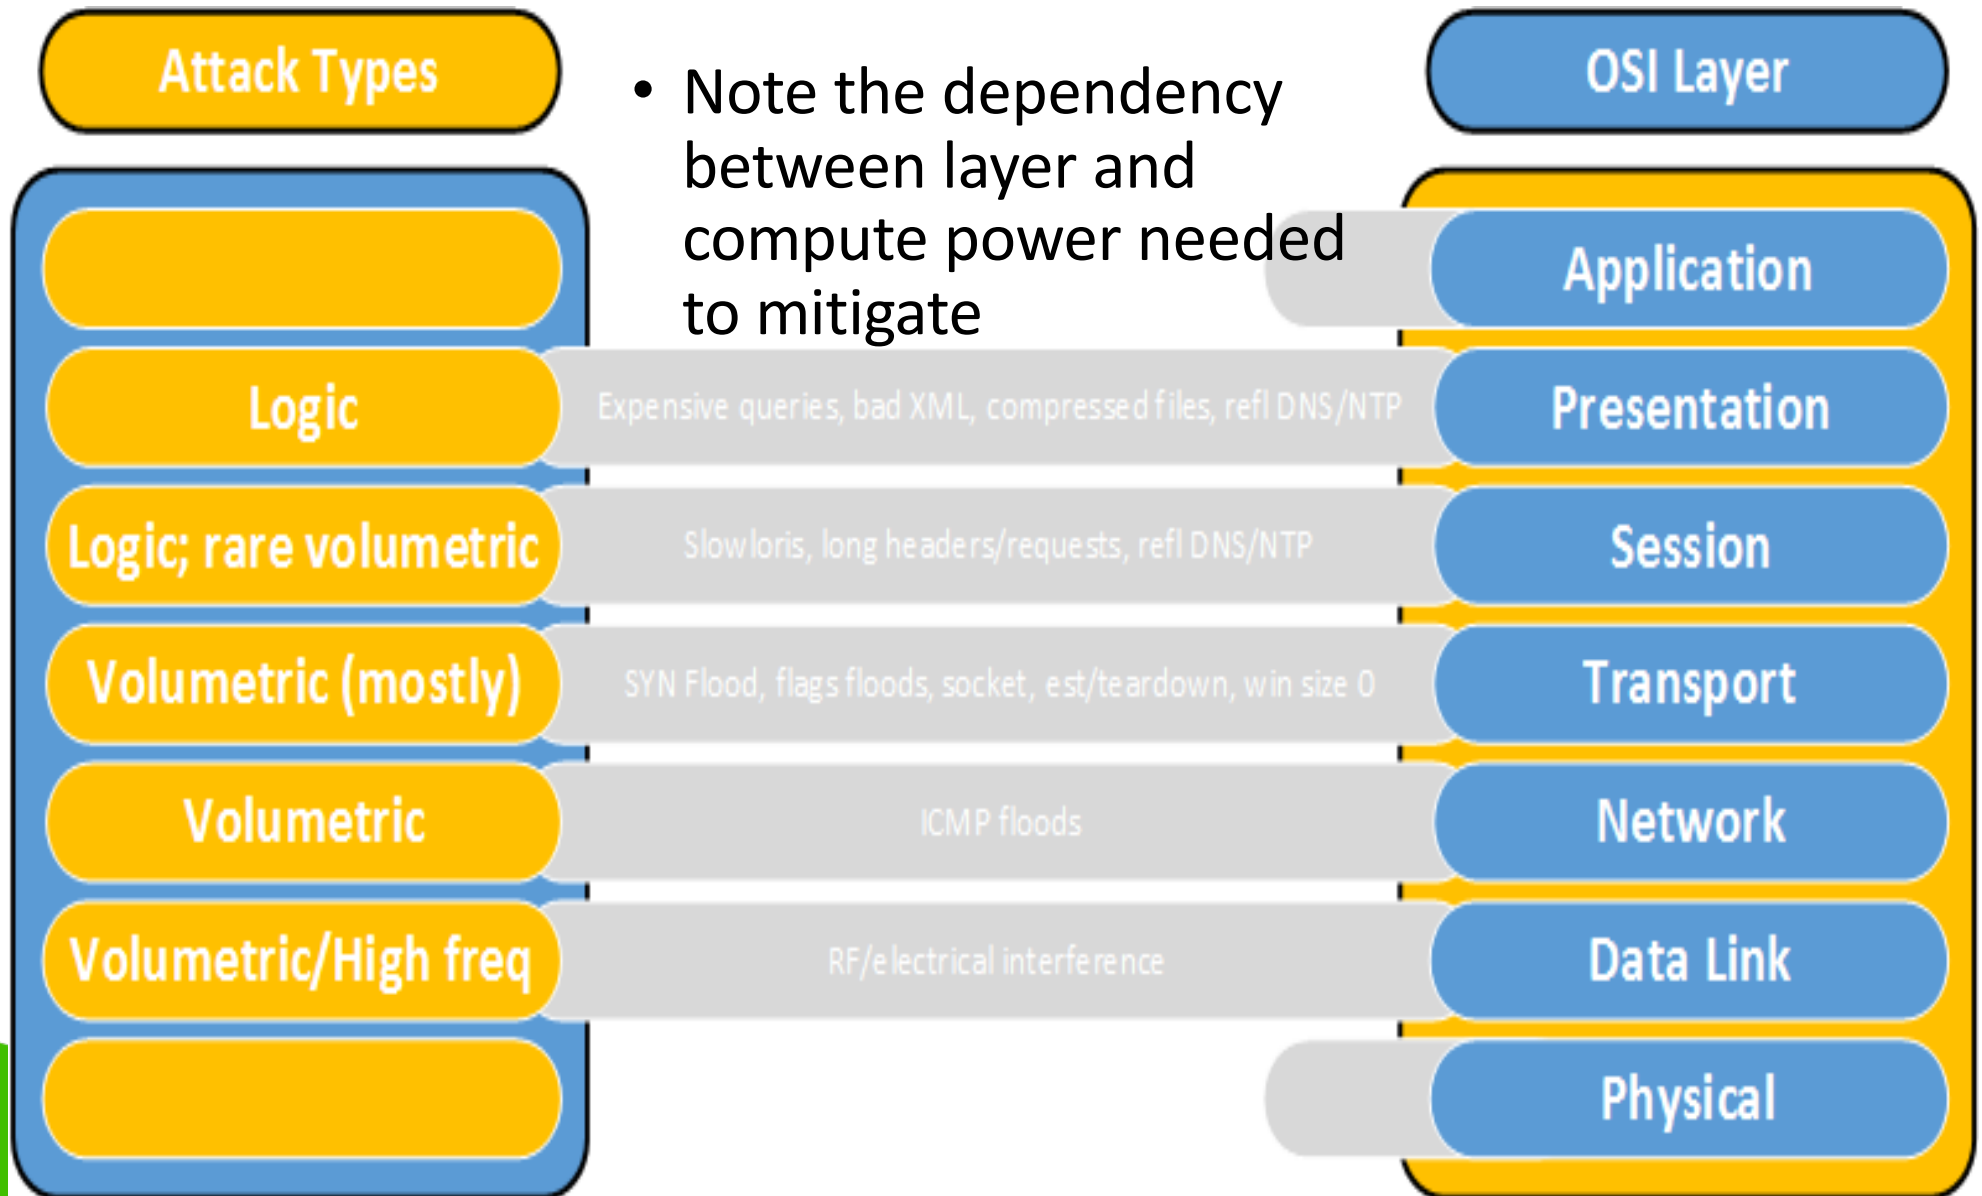 Attack Types
• Note the dependency
between layer and
compute power needed
to mitigate
OSI Layer
Application
Logic
Expensive queries, bad XML, compressed files, refl DNS/NTP
Presentation
Logic; rare volumetric
Slowloris, long headers/requests, refl DNS/NTP
Session
Volumetric (mostly)
SYN Flood, flags floods, socket, est/teardown, win size 0
Transport
Volumetric
ICMP floods
Network
Volumetric/High freq
RF/electrical interference
Data Link
Physical